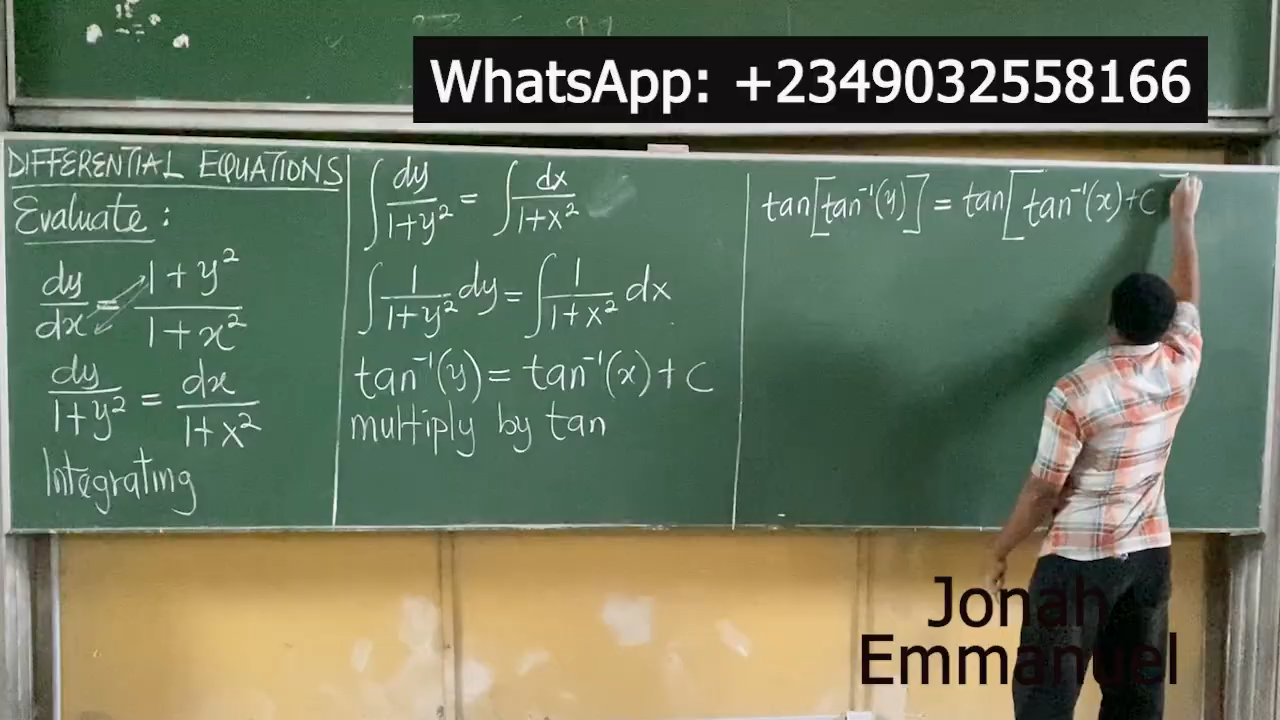 WhatsApp: +2349032558166
DIFFERENTIAL EQUATIONS
Evaluate:
dy/dx = 1+y²/1+x²
dy/1+y² = dx/1+x²
Integrating
∫ dy/1+y² = ∫ dx/1+x²
∫ 1/1+y² dy = ∫ 1/1+x² dx
tan⁻¹(y) = tan⁻¹(x) + C
multiply by tan
tan[tan⁻¹(y)] = tan[tan⁻¹(x)+C
Jonah
Emmanuel